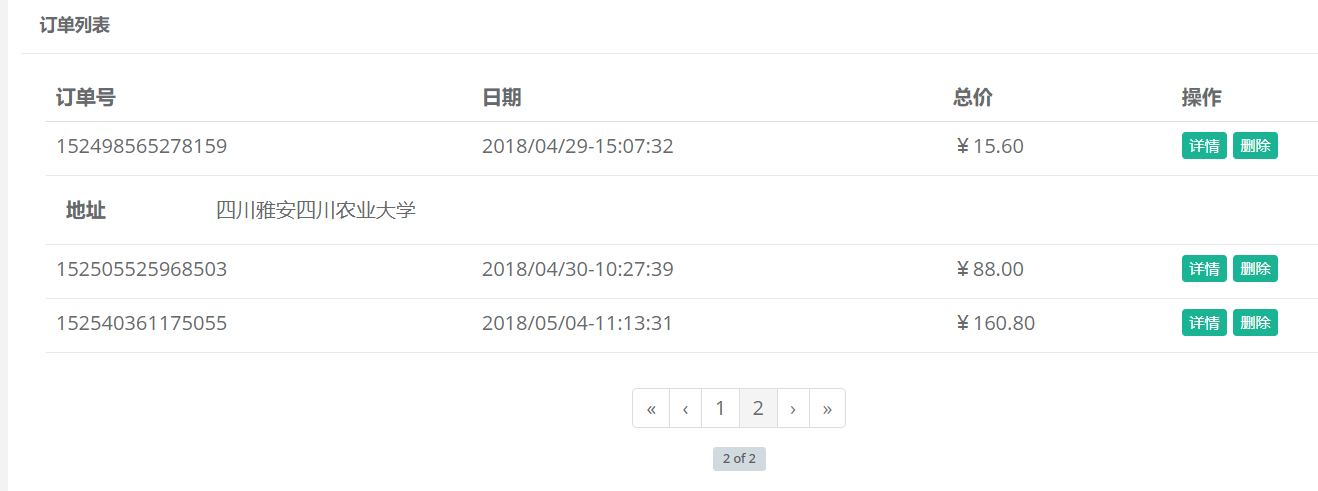 订单列表
订单号 日期 总价 操作
152498565278159 2018/04/29-15:07:32 ¥15.60 详情 删除
地址 四川雅安四川农业大学
152505525968503 2018/04/30-10:27:39 ¥88.00 详情 删除
152540361175055 2018/05/04-11:13:31 ¥160.80 详情 删除
« ‹ 1 2 › »
2 of 2